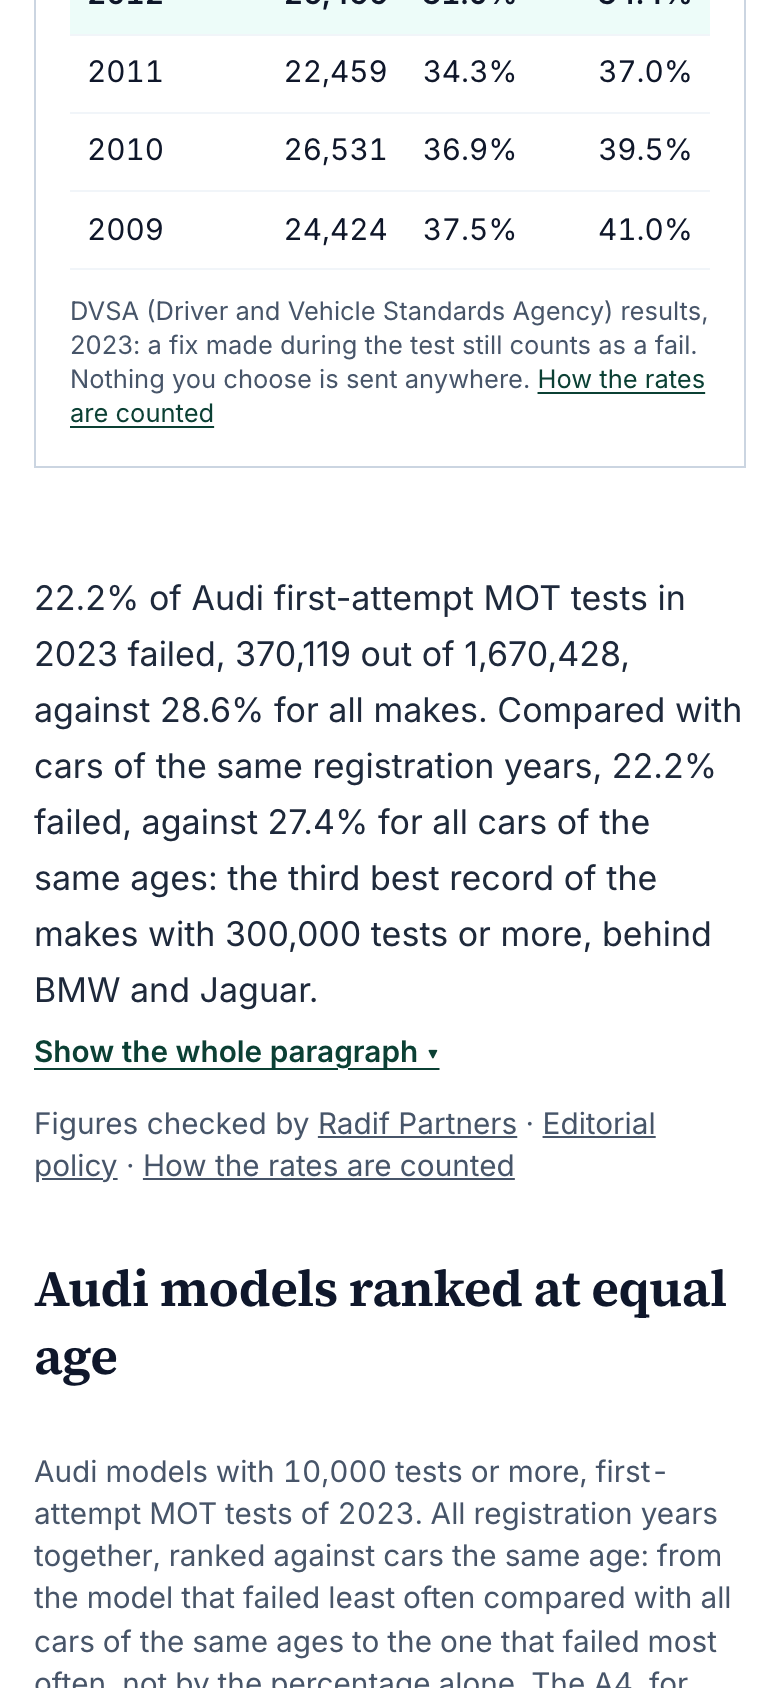 2011 22,459 34.3% 37.0%
2010 26,531 36.9% 39.5%
2009 24,424 37.5% 41.0%
DVSA (Driver and Vehicle Standards Agency) results,
2023: a fix made during the test still counts as a fail.
Nothing you choose is sent anywhere. How the rates
are counted
22.2% of Audi first-attempt MOT tests in
2023 failed, 370,119 out of 1,670,428,
against 28.6% for all makes. Compared with
cars of the same registration years, 22.2%
failed, against 27.4% for all cars of the
same ages: the third best record of the
makes with 300,000 tests or more, behind
BMW and Jaguar.
Show the whole paragraph ▾
Figures checked by Radif Partners · Editorial
policy · How the rates are counted
Audi models ranked at equal
age
Audi models with 10,000 tests or more, first-
attempt MOT tests of 2023. All registration years
together, ranked against cars the same age: from
the model that failed least often compared with all
cars of the same ages to the one that failed most
often, not by the percentage alone. The A4, for